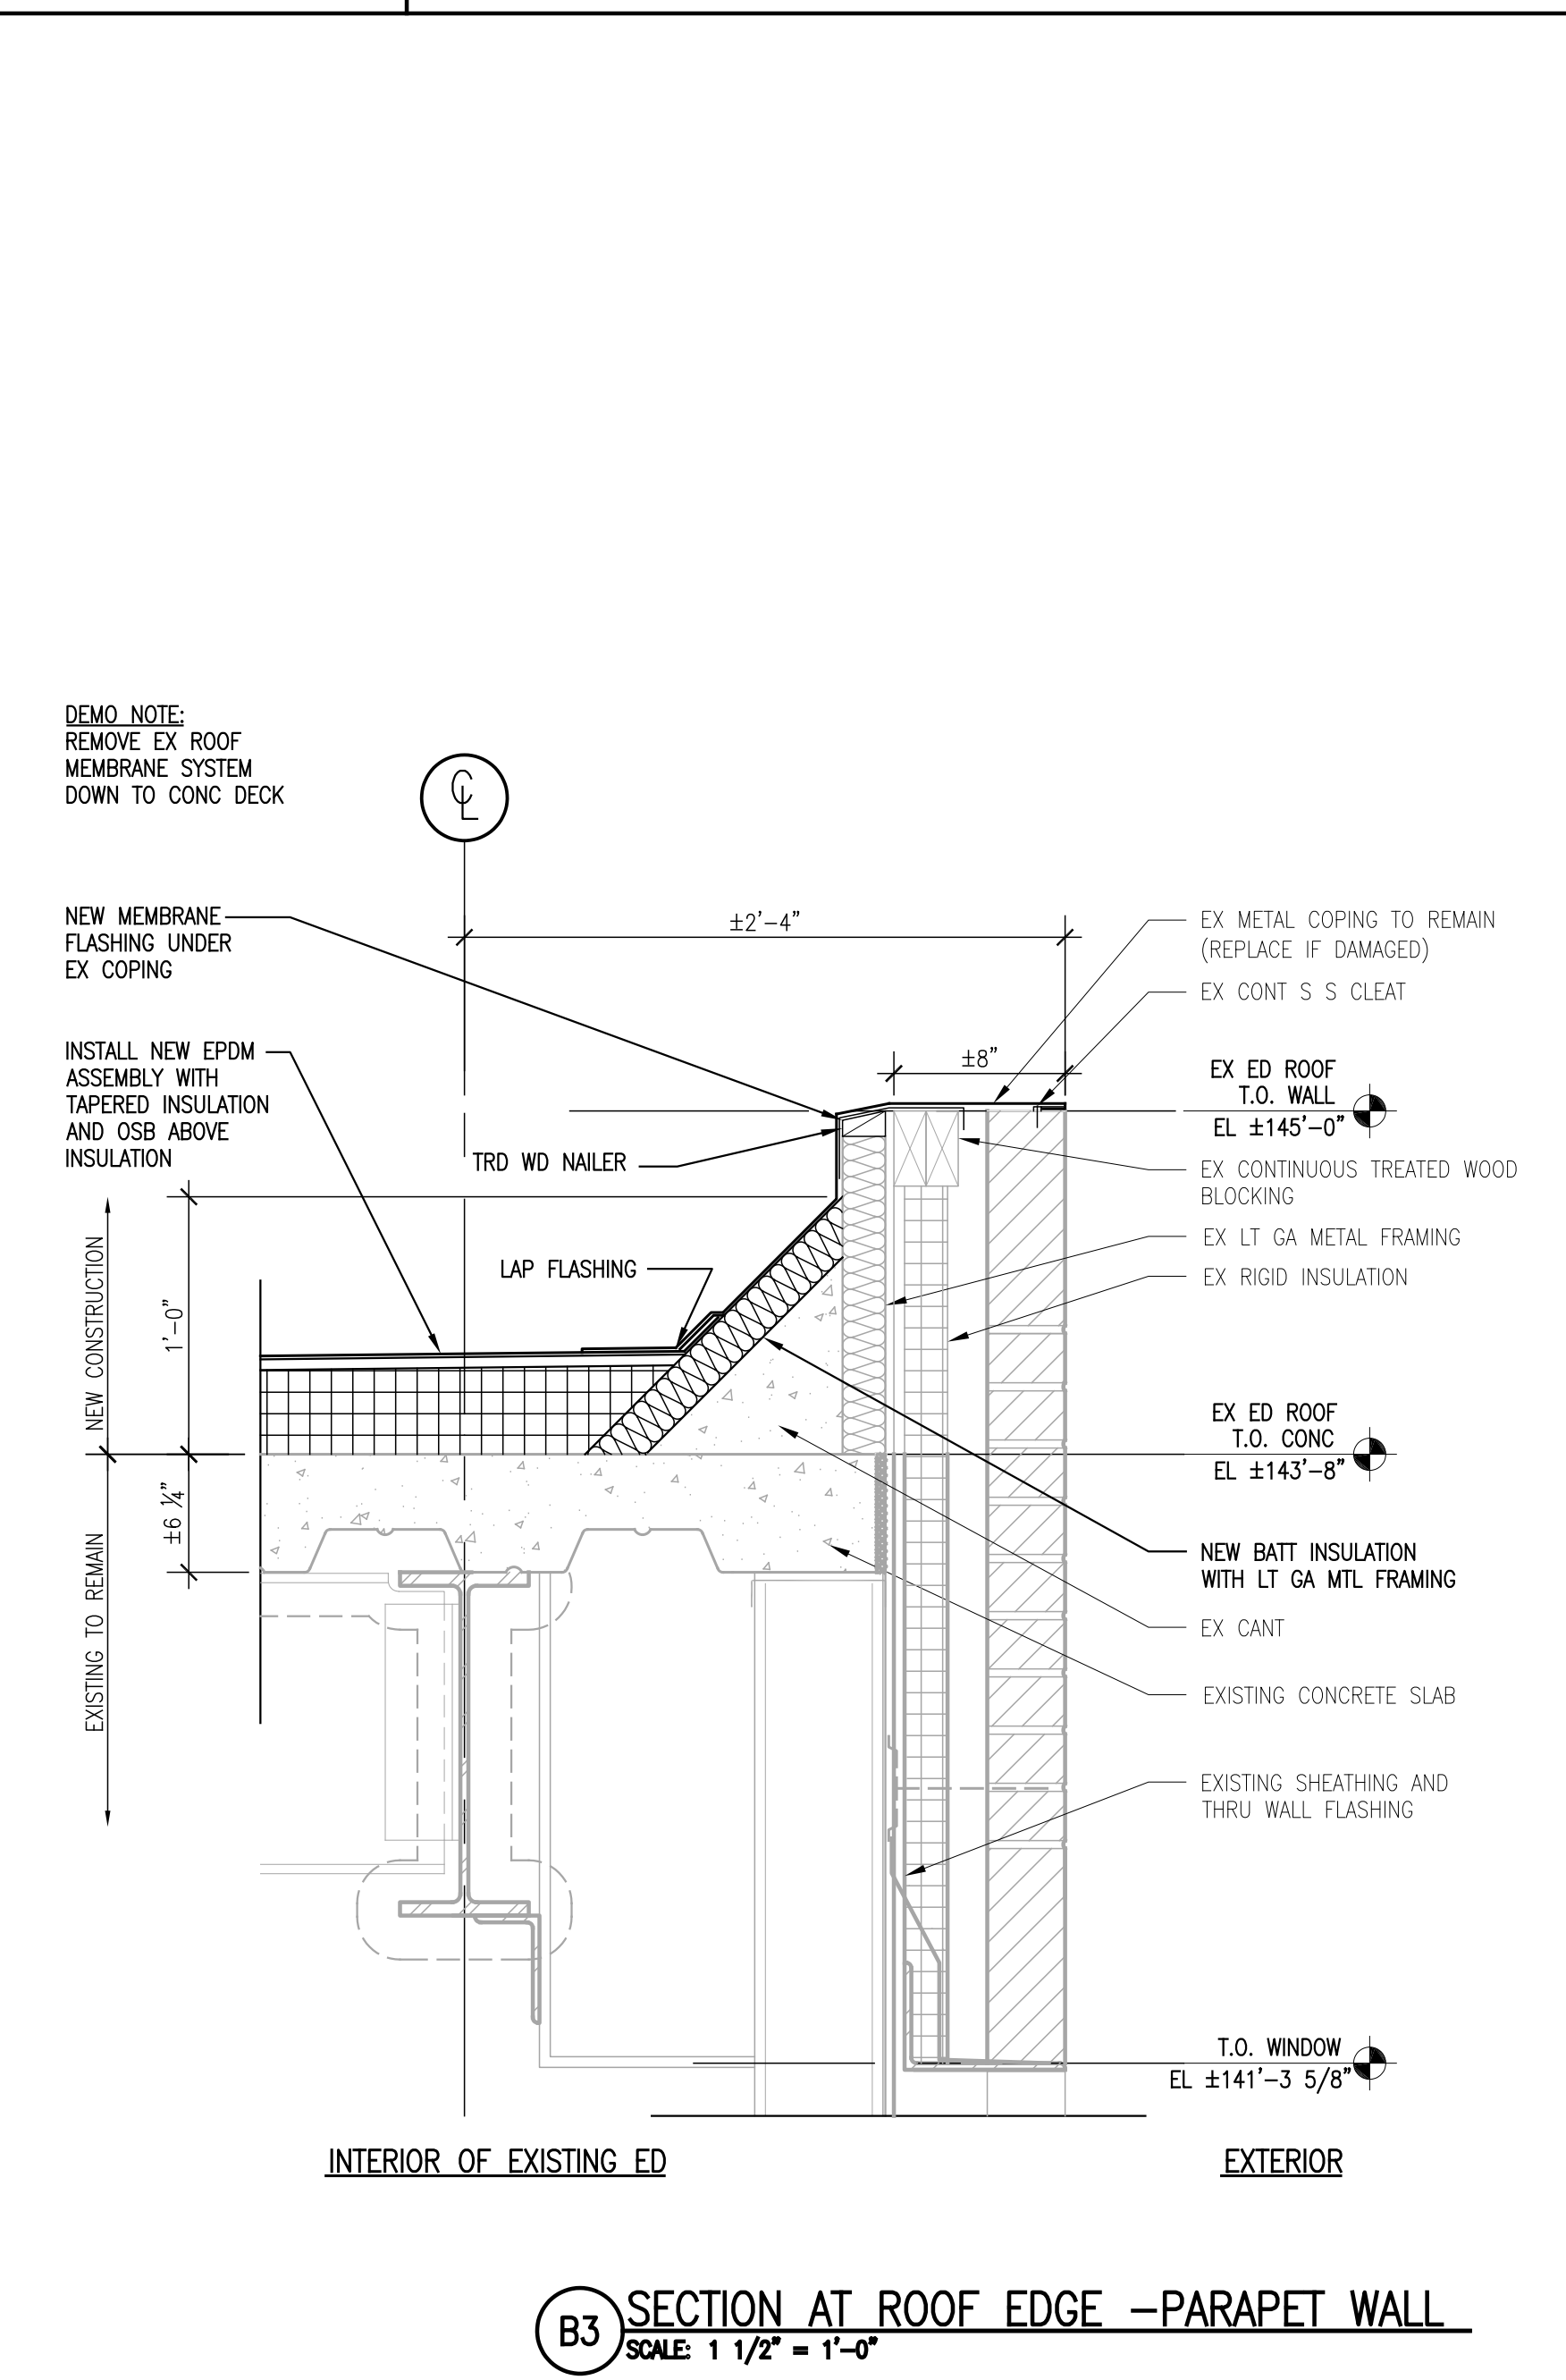 DEMO NOTE:
REMOVE EX ROOF
MEMBRANE SYSTEM
DOWN TO CONC DECK
CL
NEW MEMBRANE
FLASHING UNDER
EX COPING
±2'-4"
EX METAL COPING TO REMAIN
(REPLACE IF DAMAGED)
EX CONT S S CLEAT
INSTALL NEW EPDM
ASSEMBLY WITH
TAPERED INSULATION
AND OSB ABOVE
INSULATION
±8"
EX ED ROOF
T.O. WALL
EL ±145'-0"
TRD WD NAILER
EX CONTINUOUS TREATED WOOD
BLOCKING
EX LT GA METAL FRAMING
EX RIGID INSULATION
LAP FLASHING
NEW CONSTRUCTION
1'-0"
EX ED ROOF
T.O. CONC
EL ±143'-8"
±6 ¼"
EXISTING TO REMAIN
NEW BATT INSULATION
WITH LT GA MTL FRAMING
EX CANT
EXISTING CONCRETE SLAB
EXISTING SHEATHING AND
THRU WALL FLASHING
T.O. WINDOW
EL ±141'-3 5/8"
INTERIOR OF EXISTING ED
EXTERIOR
B3
SECTION AT ROOF EDGE -PARAPET WALL
SCALE: 1 1/2" = 1'-0"